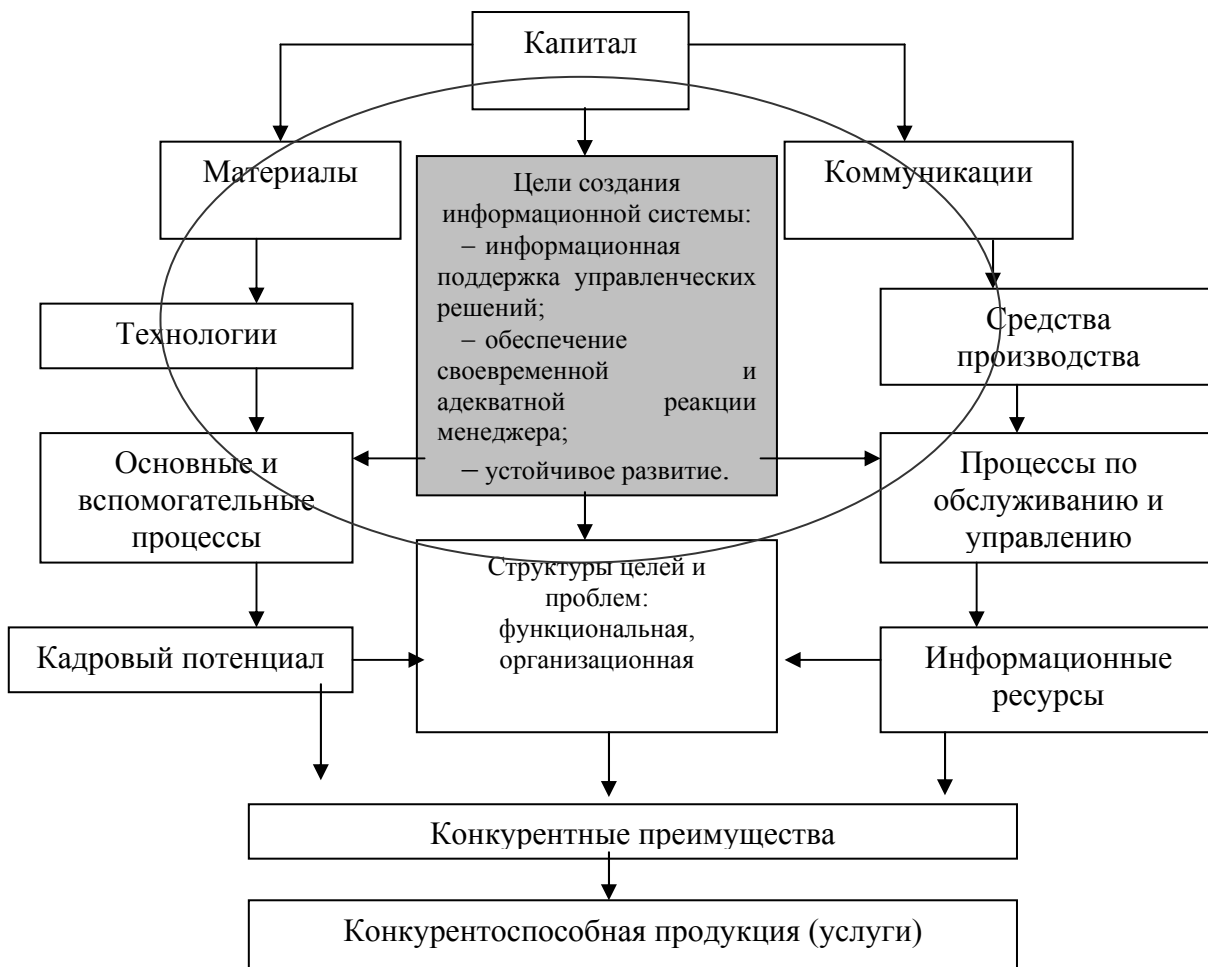 Капитал
Материалы
Коммуникации
Цели создания
информационной системы:
– информационная
поддержка управленческих
решений;
– обеспечение
своевременной и
адекватной реакции
менеджера;
– устойчивое развитие.
Технологии
Средства
производства
Основные и
вспомогательные
процессы
Процессы по
обслуживанию и
управлению
Структуры целей и
проблем:
функциональная,
организационная
Кадровый потенциал
Информационные
ресурсы
Конкурентные преимущества
Конкурентоспособная продукция (услуги)